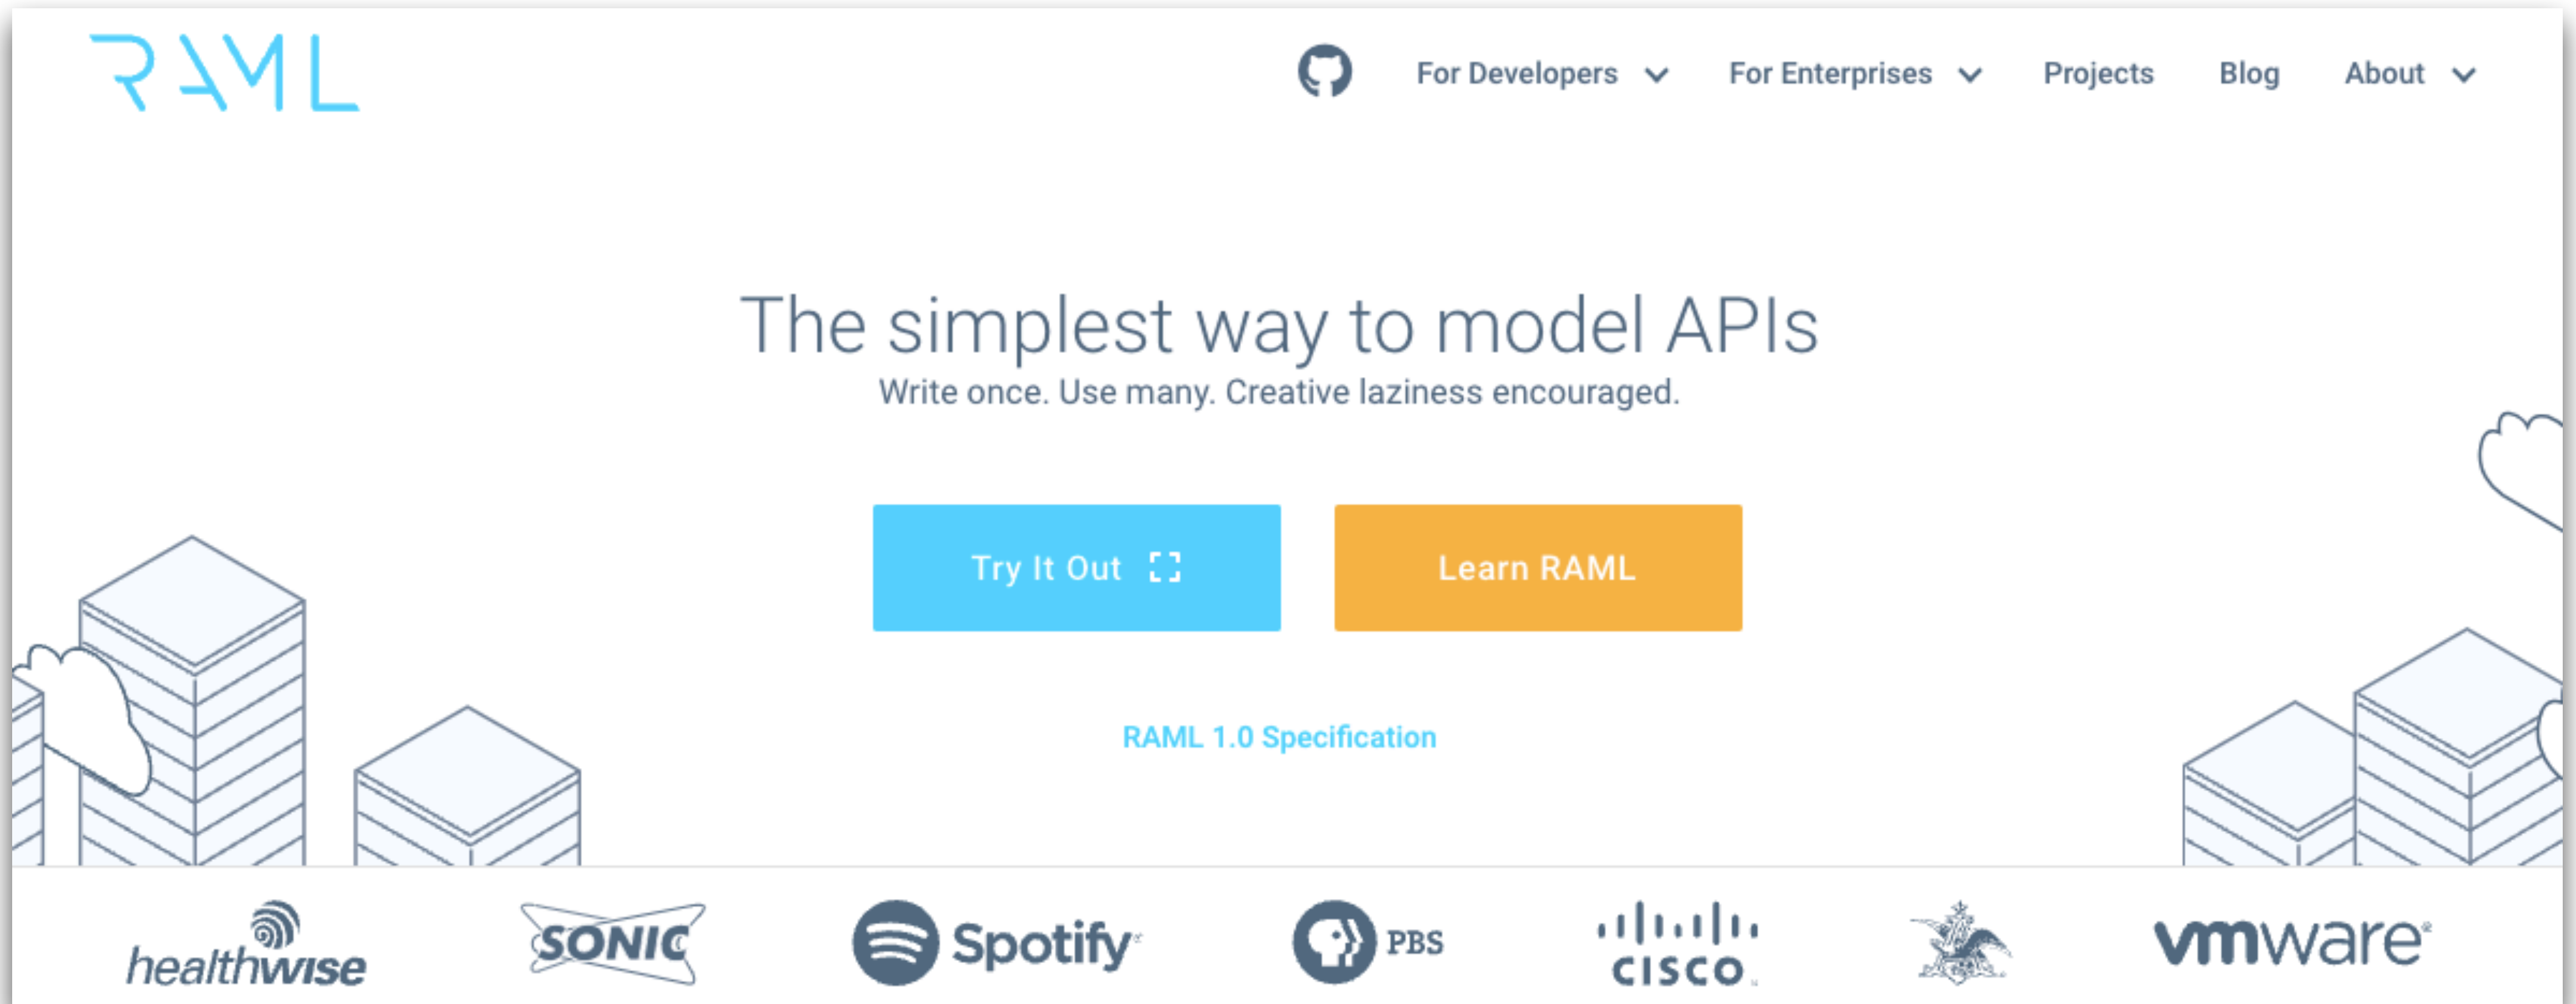 RAML
For Developers
For Enterprises
Projects
Blog
About
The simplest way to model APIs
Write once. Use many. Creative laziness encouraged.
Try It Out
Learn RAML
RAML 1.0 Specification
healthwise
SONIC
Spotify
PBS
CISCO
vmware